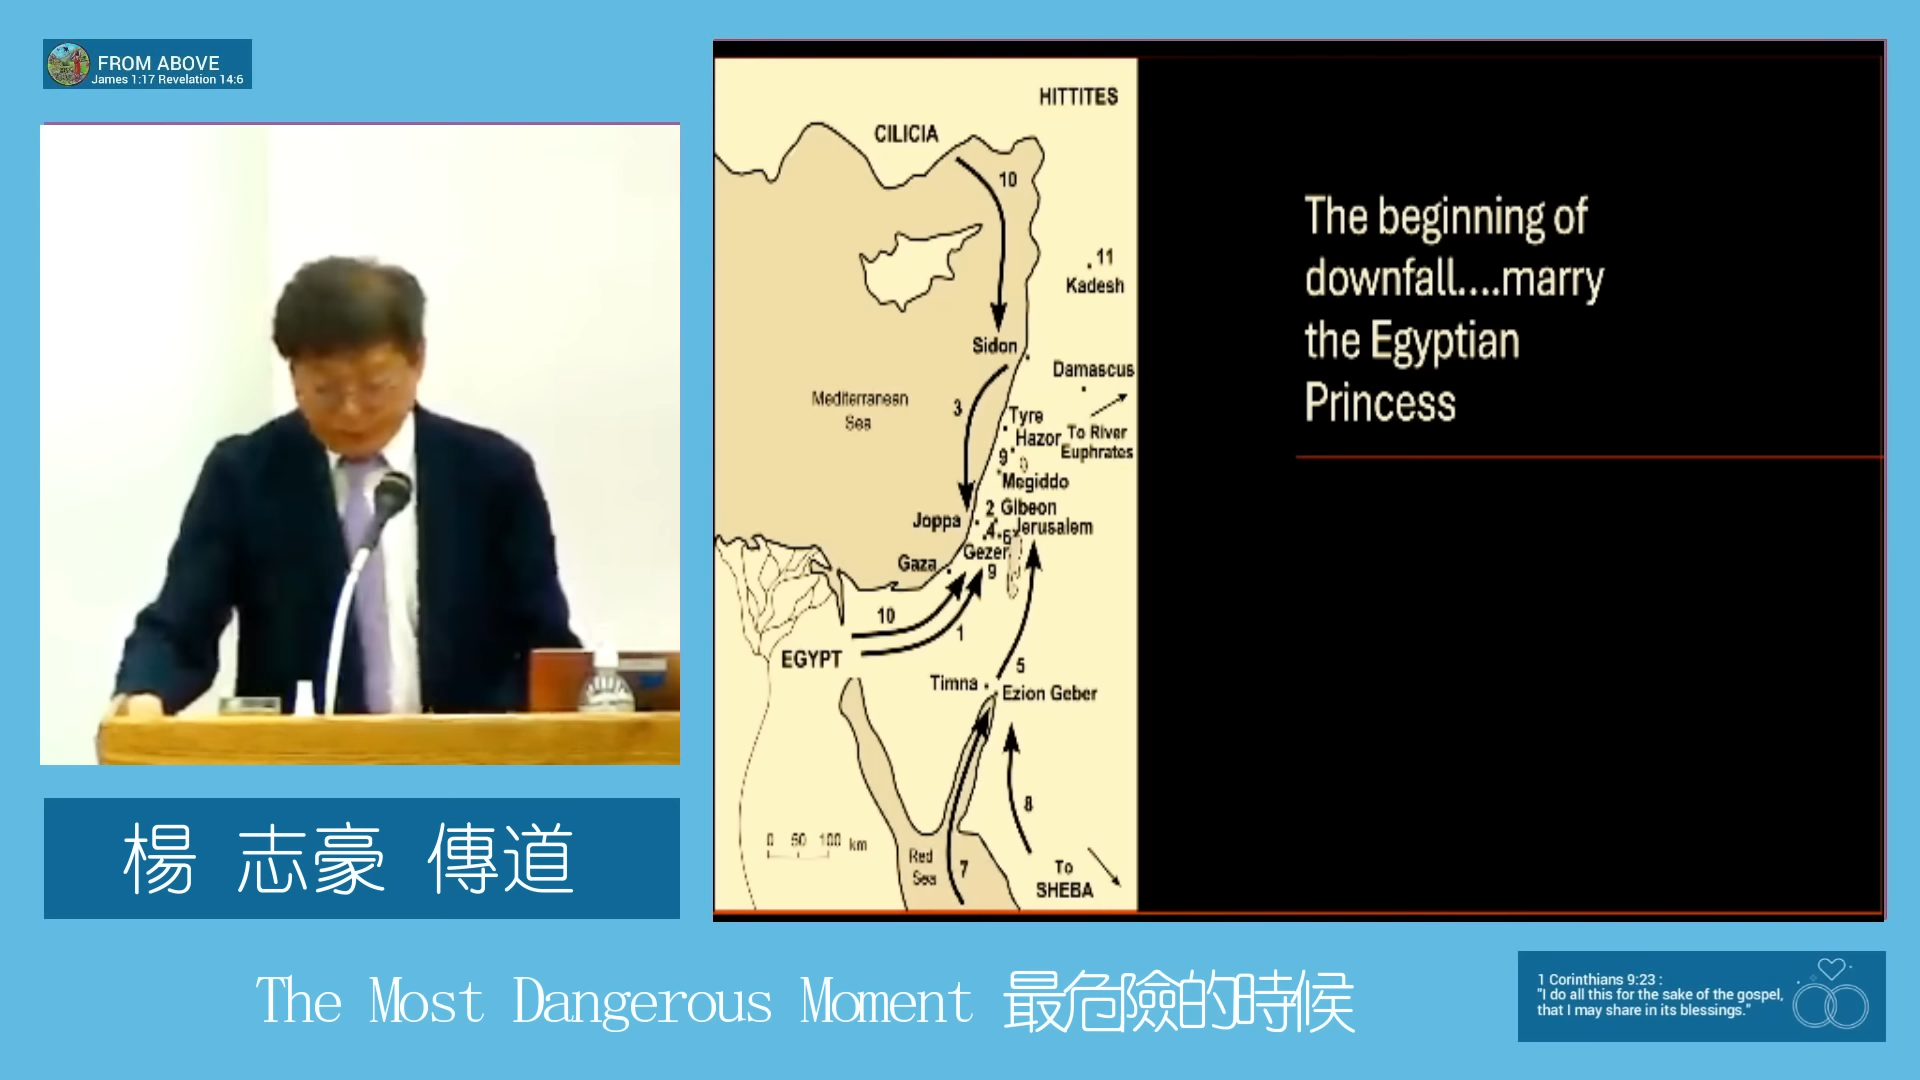 FROM ABOVE
James 1:17 Revelation 14:6
HITTITES
CILICIA
10
11
Kadesh
Sidon
Damascus
Mediterranean
Sea
3
Tyre
Hazor
To River
Euphrates
9
Megiddo
2 Gibeon
Joppa
4
6
Jerusalem
Gezer
Gaza
9
10
1
EGYPT
5
Timna
Ezion Geber
8
0 50 100 km
Red
Sea
7
To
SHEBA
The beginning of
downfall....marry
the Egyptian
Princess
楊 志豪 傳道
The Most Dangerous Moment 最危險的時候
1 Corinthians 9:23 :
"I do all this for the sake of the gospel,
that I may share in its blessings."